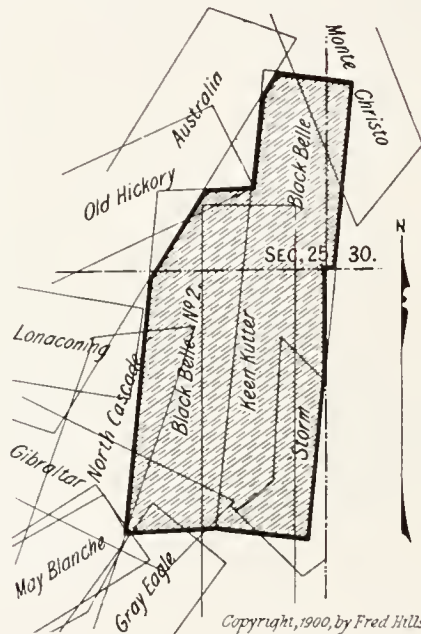 Monte
Christo
Australia
Black Belle
Old Hickory
N
SEC. 25 30.
Black Belle No 2.
Keen Kutter
Lonaconing
North Cascade
Storm
Gibraltar
May Blanche
Gray Eagle
Copyright, 1900, by Fred Hills